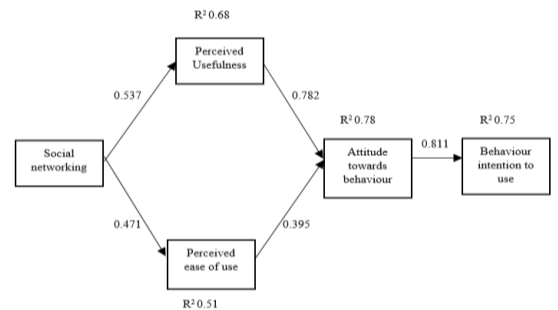 R² 0.68
Perceived
Usefulness
0.537
0.782
R² 0.78
R² 0.75
Social
networking
Attitude
towards
behaviour
0.811
Behaviour
intention to
use
0.471
0.395
Perceived
ease of use
R² 0.51